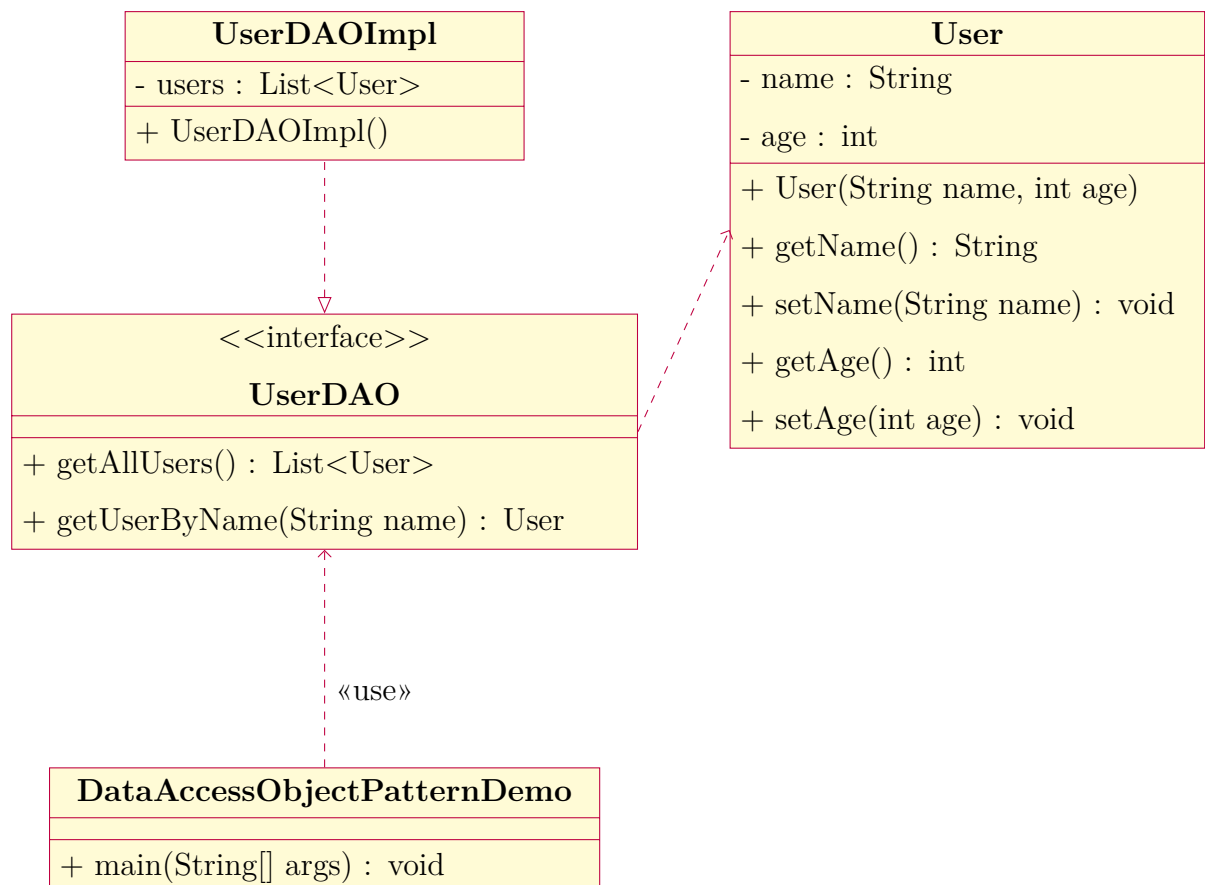 UserDAOImpl
- users : List<User>
+ UserDAOImpl()
User
- name : String
- age : int
+ User(String name, int age)
+ getName() : String
+ setName(String name) : void
+ getAge() : int
+ setAge(int age) : void
<<interface>>
UserDAO
+ getAllUsers() : List<User>
+ getUserByName(String name) : User
«use»
DataAccessObjectPatternDemo
+ main(String[] args) : void